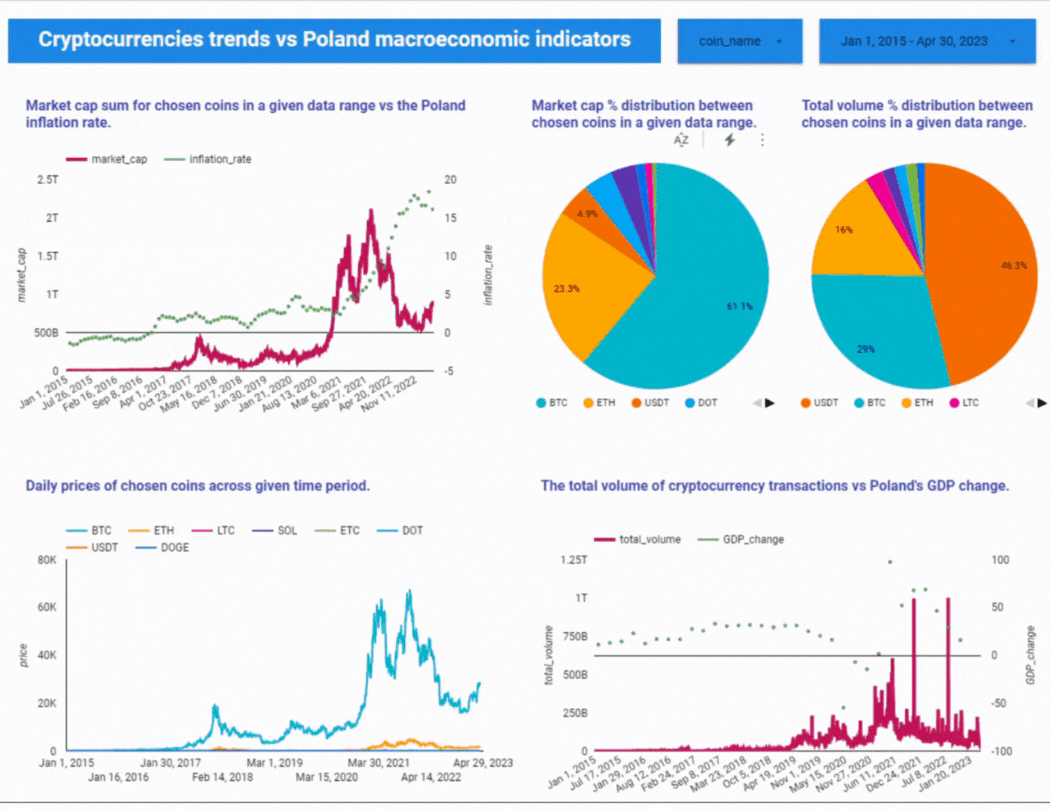 Cryptocurrencies trends vs Poland macroeconomic indicators
coin_name
Jan 1, 2015 - Apr 30, 2023
Market cap sum for chosen coins in a given data range vs the Poland
inflation rate.
market_cap
inflation_rate
2.5T
2T
1.5T
1T
500B
0
market_cap
20
15
10
5
0
-5
inflation_rate
Jan 1, 2015
Jul 26, 2015
Feb 16, 2016
Sep 8, 2016
Apr 1, 2017
Oct 23, 2017
May 16, 2018
Dec 7, 2018
Jun 30, 2019
Jan 21, 2020
Aug 13, 2020
Mar 6, 2021
Sep 27, 2021
Apr 20, 2022
Nov 11, 2022
Market cap % distribution between
chosen coins in a given data range.
AZ
4.9%
23.3%
61.1%
BTC
ETH
USDT
DOT
Total volume % distribution between
chosen coins in a given data range.
16%
46.3%
29%
USDT
BTC
ETH
LTC
Daily prices of chosen coins across given time period.
BTC
ETH
LTC
SOL
ETC
DOT
USDT
DOGE
80K
60K
40K
20K
0
price
Jan 1, 2015
Jan 16, 2016
Jan 30, 2017
Feb 14, 2018
Mar 1, 2019
Mar 15, 2020
Mar 30, 2021
Apr 14, 2022
Apr 29, 2023
The total volume of cryptocurrency transactions vs Poland's GDP change.
total_volume
GDP_change
1.25T
1T
750B
500B
250B
0
total_volume
100
50
0
-50
-100
GDP_change
Jan 1, 2015
Jul 17, 2015
Jan 29, 2016
Aug 12, 2016
Feb 24, 2017
Sep 8, 2017
Mar 23, 2018
Oct 5, 2018
Apr 19, 2019
Nov 1, 2019
May 15, 2020
Nov 27, 2020
Jun 11, 2021
Dec 24, 2021
Jul 8, 2022
Jan 20, 2023